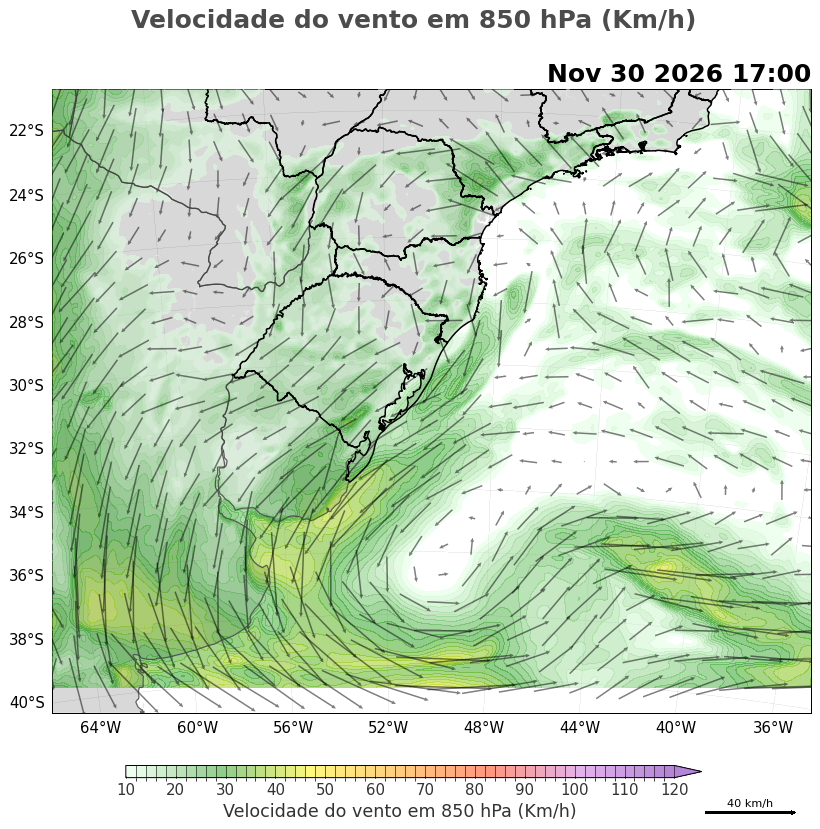 Velocidade do vento em 850 hPa (Km/h)
Nov 30 2026 17:00
22°S
24°S
26°S
28°S
30°S
32°S
34°S
36°S
38°S
40°S
64°W 60°W 56°W 52°W 48°W 44°W 40°W 36°W
10 20 30 40 50 60 70 80 90 100 110 120
Velocidade do vento em 850 hPa (Km/h)
40 km/h